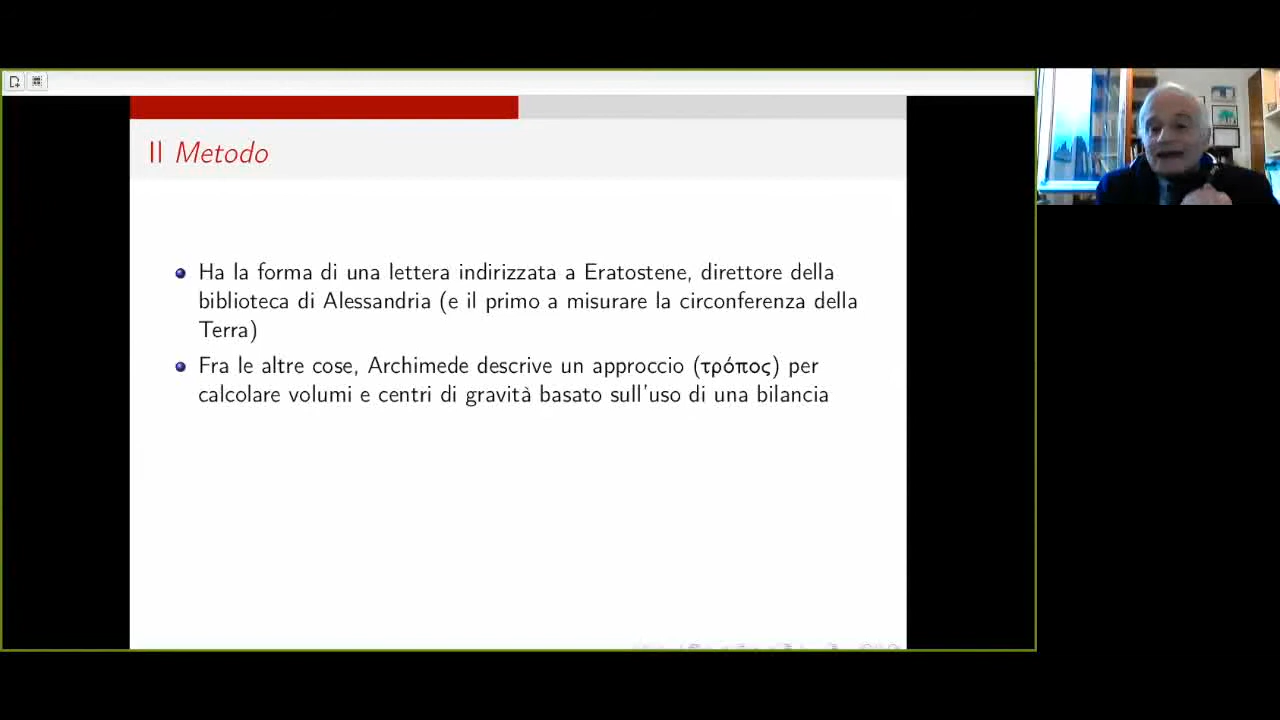 Il Metodo
Ha la forma di una lettera indirizzata a Eratostene, direttore della
biblioteca di Alessandria (e il primo a misurare la circonferenza della
Terra)
Fra le altre cose, Archimede descrive un approccio (τρόπος) per
calcolare volumi e centri di gravità basato sull'uso di una bilancia